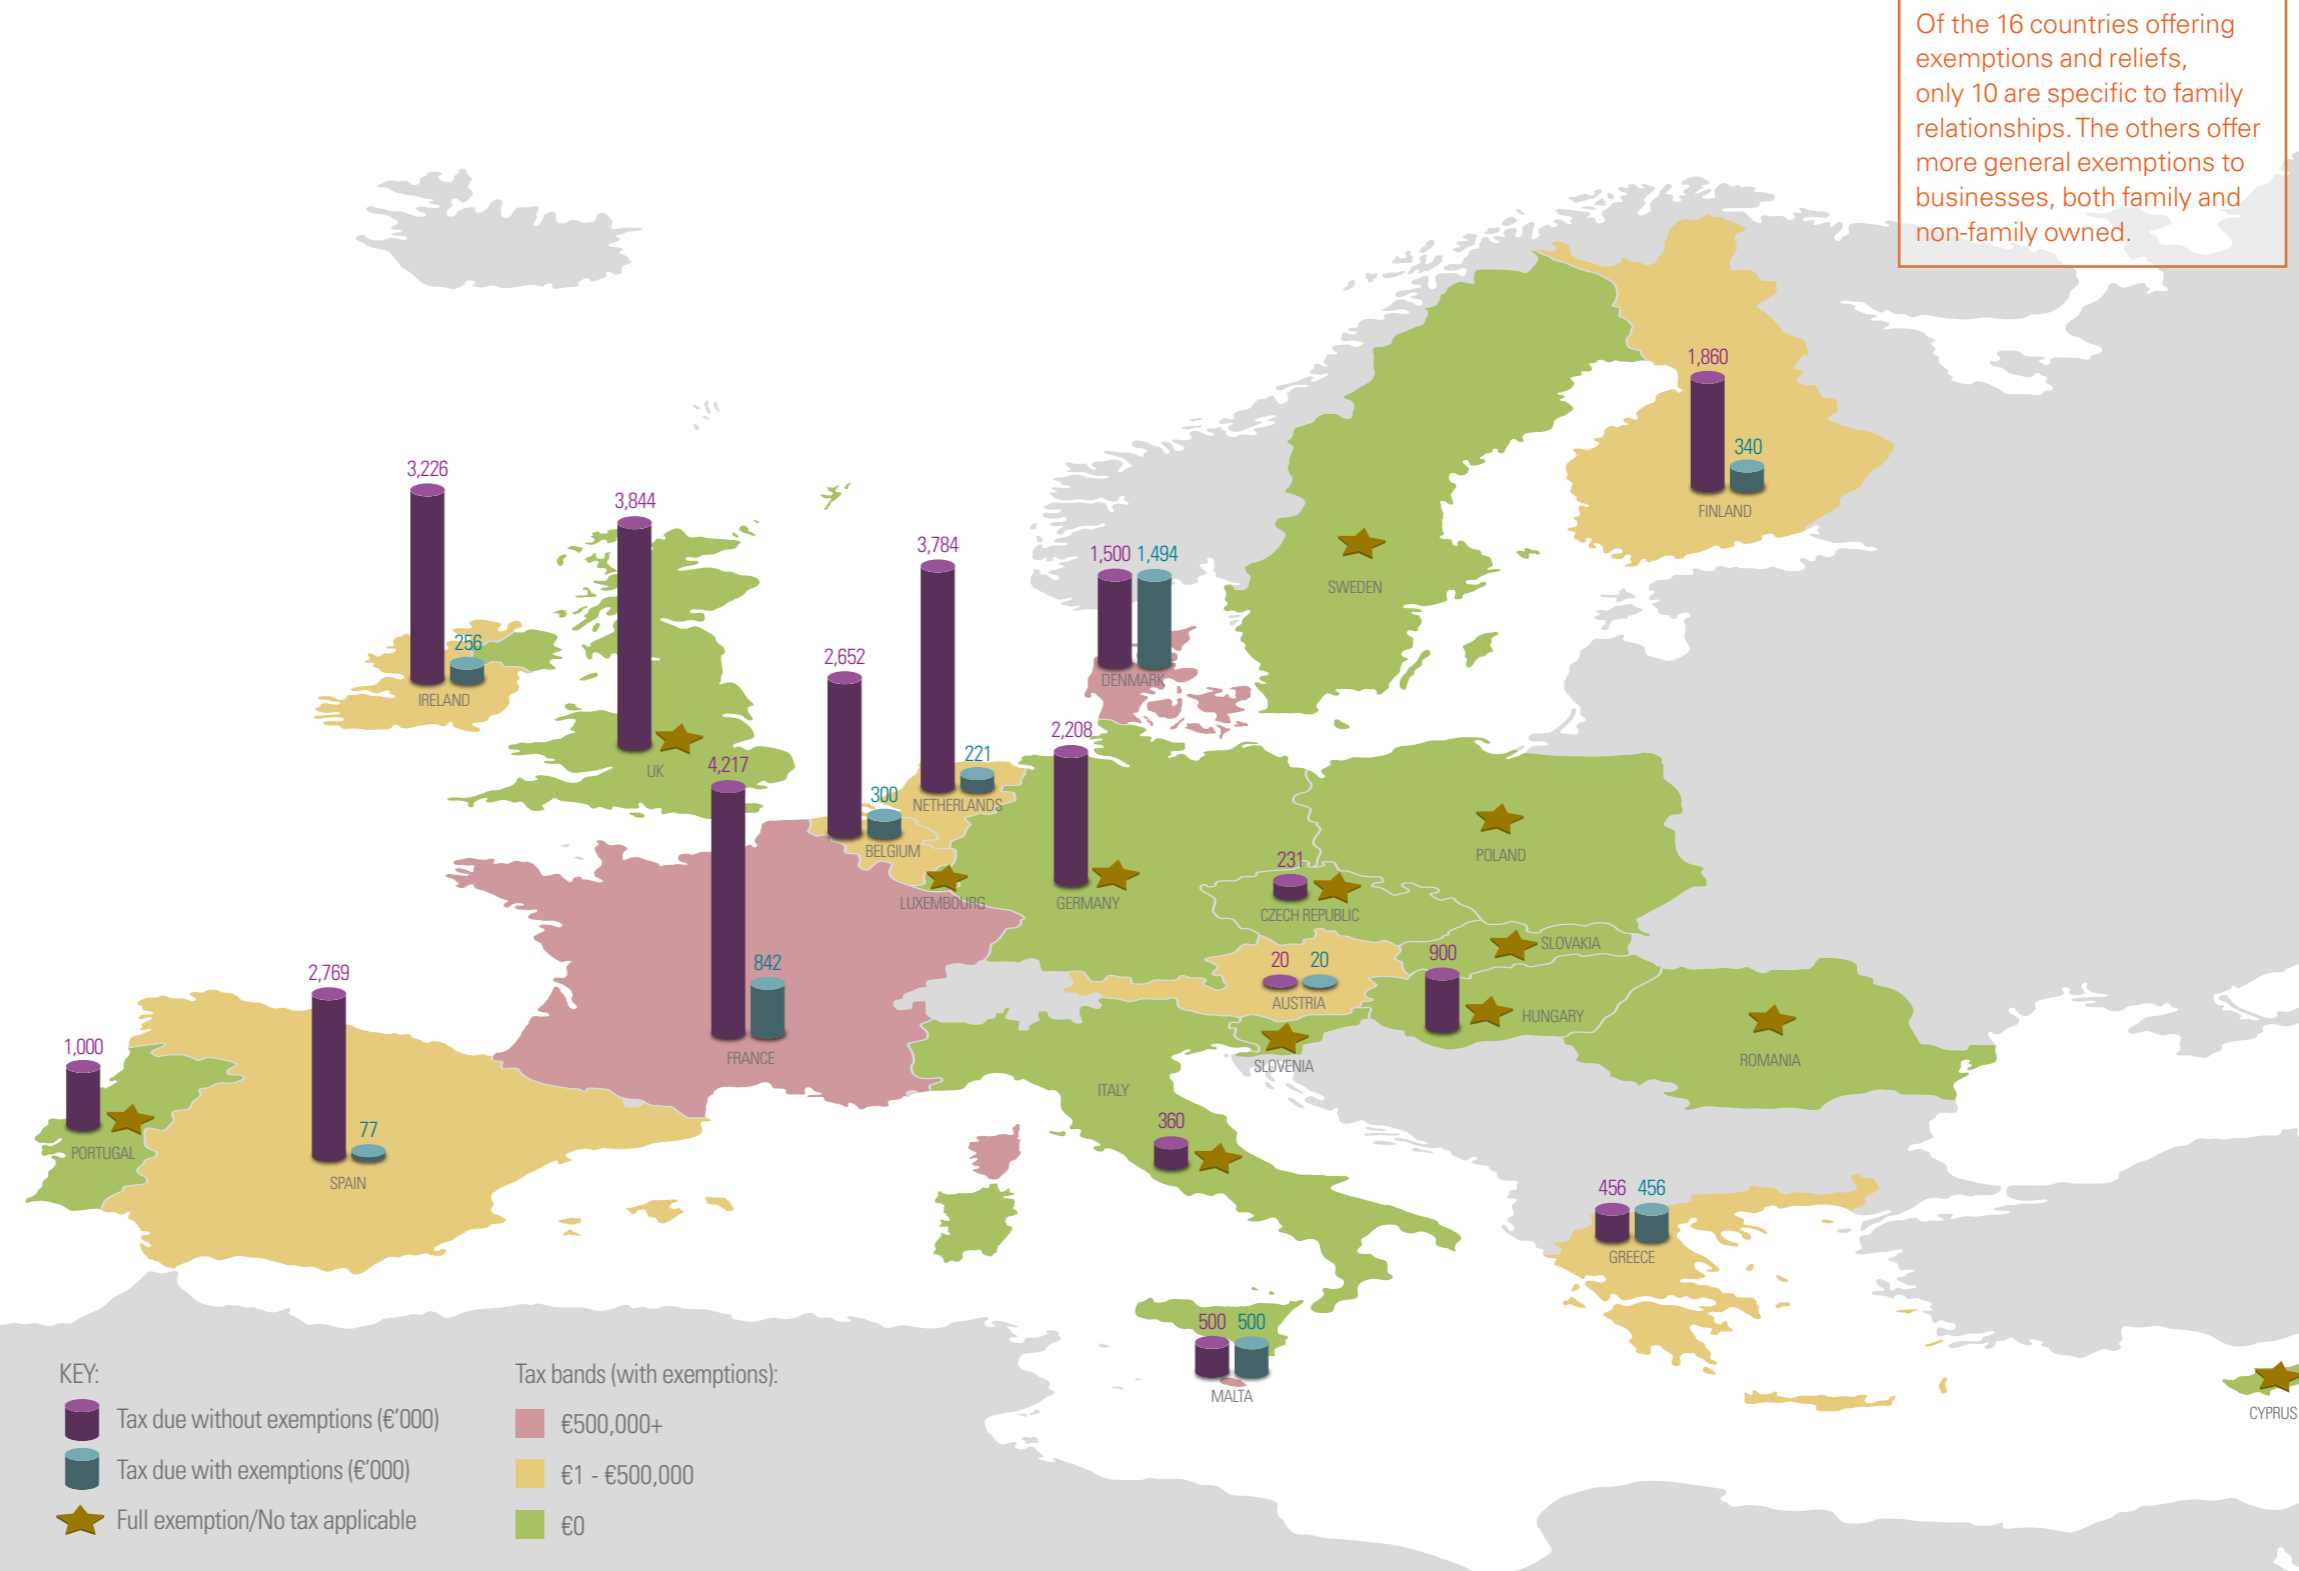 Of the 16 countries offering
exemptions and reliefs,
only 10 are specific to family
relationships. The others offer
more general exemptions to
businesses, both family and
non-family owned.
1,860
340
FINLAND
3,226
256
IRELAND
3,844
UK
3,784
221
NETHERLANDS
1,500 1,494
DENMARK
SWEDEN
2,652
300
BELGIUM
2,208
GERMANY
4,217
842
FRANCE
LUXEMBOURG
POLAND
231
CZECH REPUBLIC
SLOVAKIA
20 20
AUSTRIA
900
HUNGARY
SLOVENIA
ROMANIA
2,769
77
SPAIN
1,000
PORTUGAL
ITALY
360
456 456
GREECE
500 500
MALTA
CYPRUS
KEY:
Tax due without exemptions (€'000)
Tax due with exemptions (€'000)
Full exemption/No tax applicable
Tax bands (with exemptions):
€500,000+
€1 - €500,000
€0